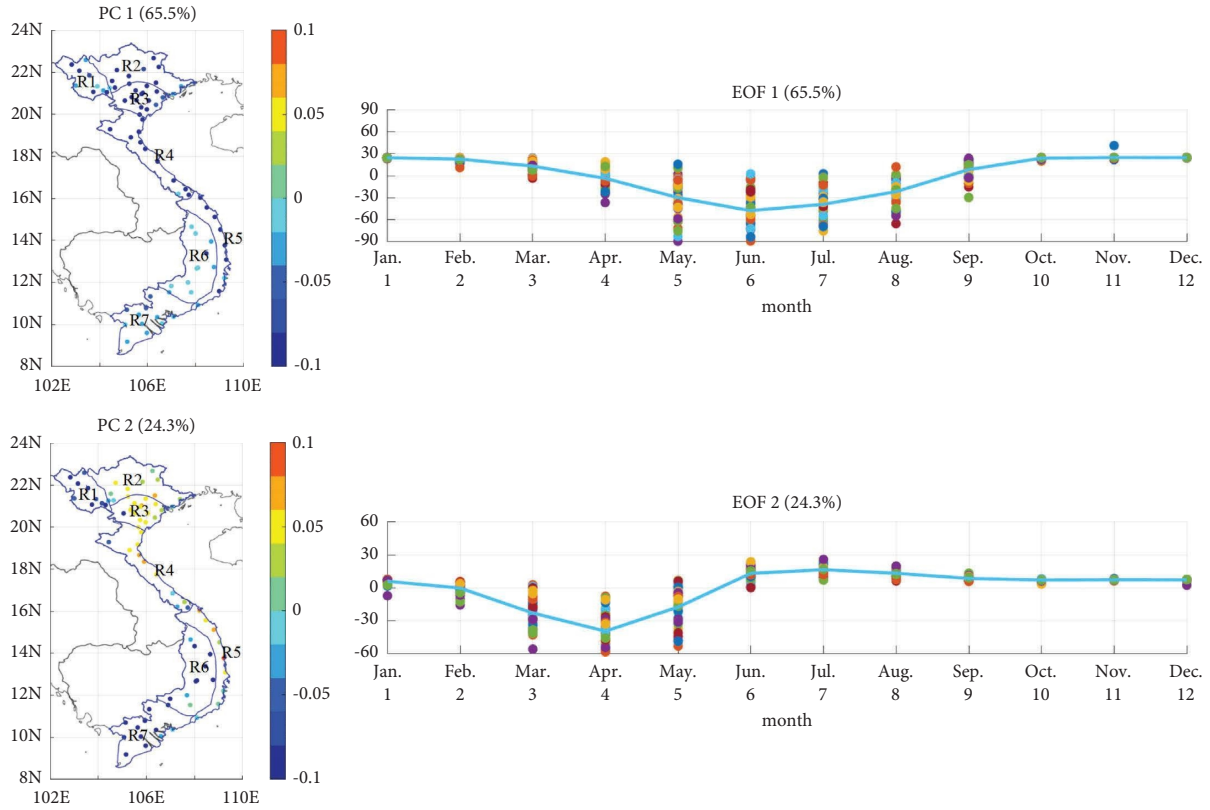 PC 1 (65.5%)
24N
22N
20N
18N
16N
14N
12N
10N
8N
102E
106E
110E
R1
R2
R3
R4
R5
R6
R7
0.1
0.05
0
-0.05
-0.1
EOF 1 (65.5%)
90
60
30
0
-30
-60
-90
Jan. Feb. Mar. Apr. May. Jun. Jul. Aug. Sep. Oct. Nov. Dec.
1 2 3 4 5 6 7 8 9 10 11 12
month
PC 2 (24.3%)
24N
22N
20N
18N
16N
14N
12N
10N
8N
102E
106E
110E
R1
R2
R3
R4
R5
R6
R7
0.1
0.05
0
-0.05
-0.1
EOF 2 (24.3%)
60
30
0
-30
-60
Jan. Feb. Mar. Apr. May. Jun. Jul. Aug. Sep. Oct. Nov. Dec.
1 2 3 4 5 6 7 8 9 10 11 12
month